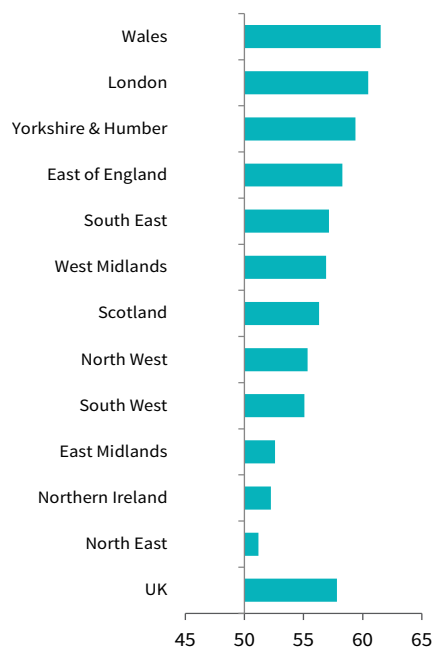 Wales
London
Yorkshire & Humber
East of England
South East
West Midlands
Scotland
North West
South West
East Midlands
Northern Ireland
North East
UK
45 50 55 60 65